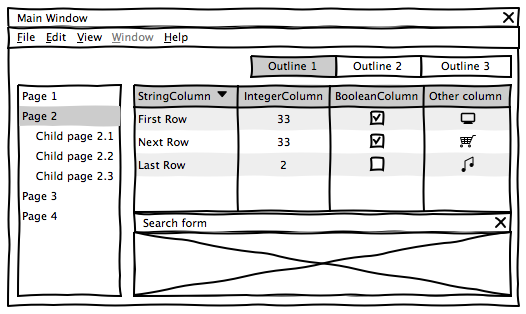 Main Window
File Edit View Window Help
Outline 1 Outline 2 Outline 3
Page 1
Page 2
Child page 2.1
Child page 2.2
Child page 2.3
Page 3
Page 4
StringColumn IntegerColumn BooleanColumn Other column
First Row 33
Next Row 33
Last Row 2
Search form